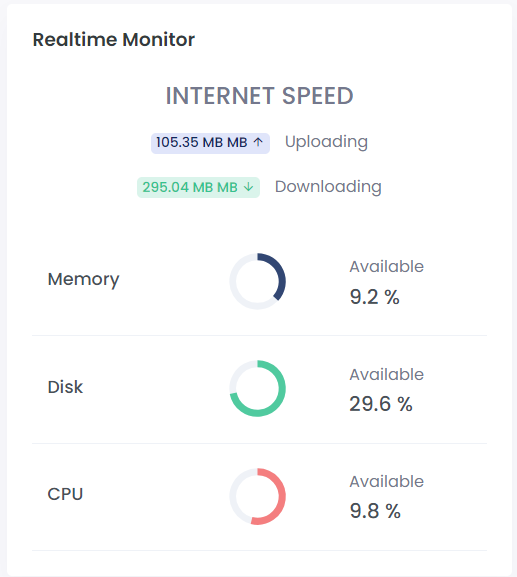 Realtime Monitor
INTERNET SPEED
105.35 MB MB ↑ Uploading
295.04 MB MB ↓ Downloading
Memory
Available
9.2 %
Disk
Available
29.6 %
CPU
Available
9.8 %